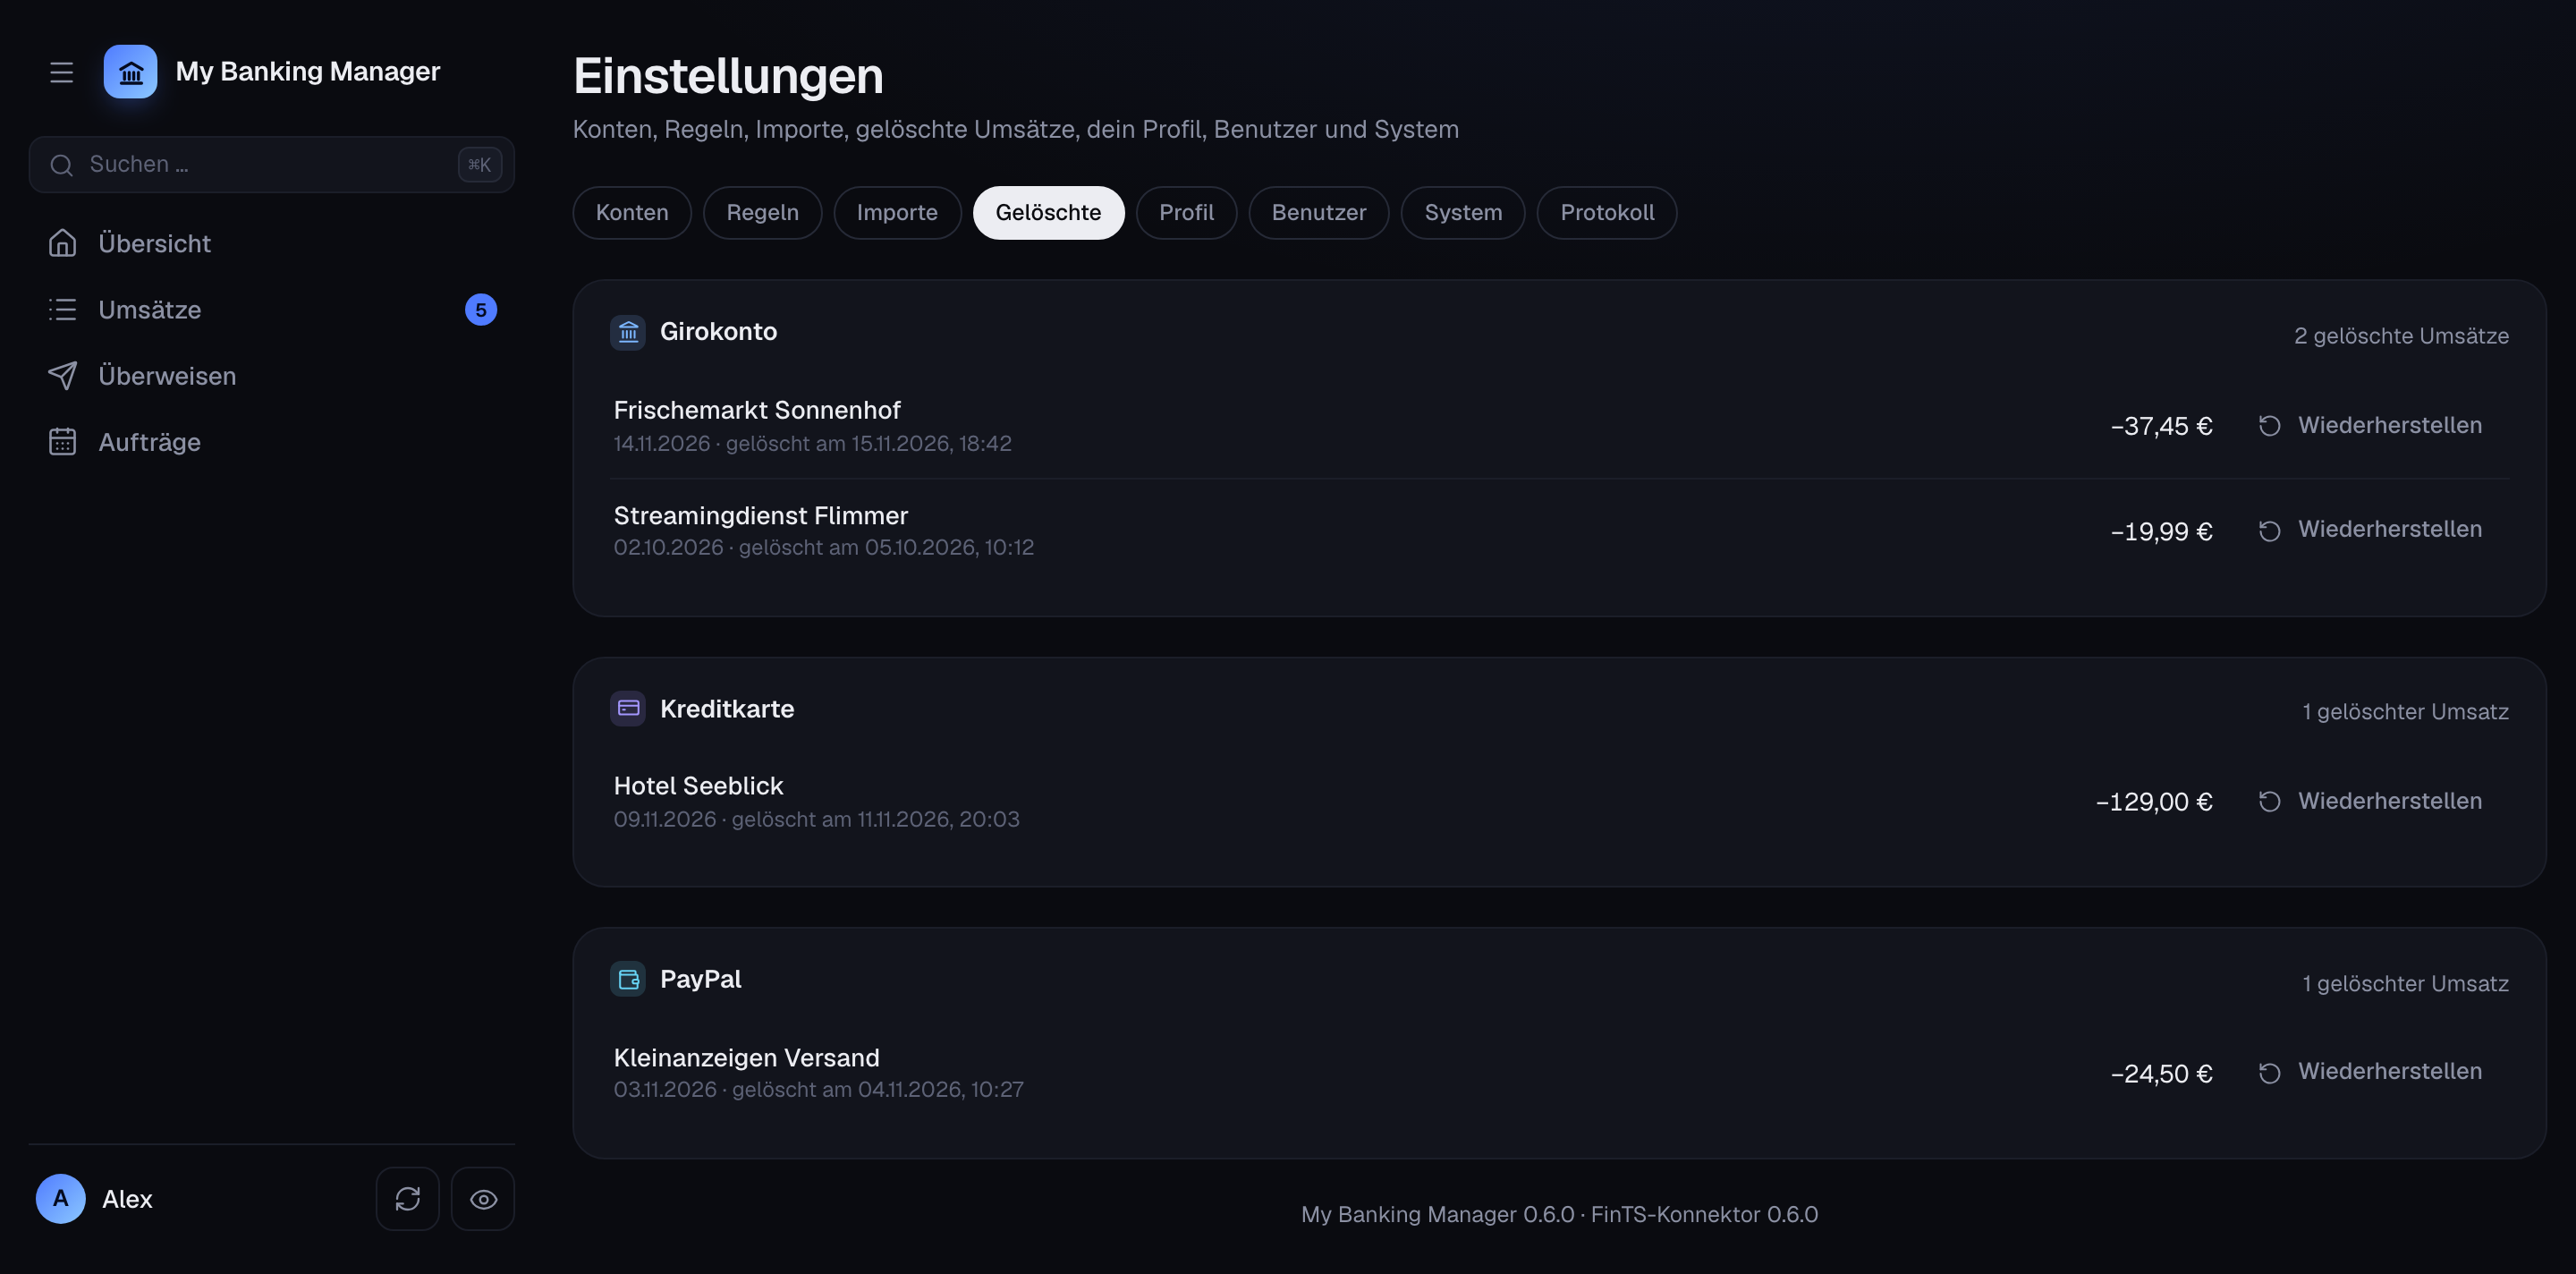 My Banking Manager
Suchen …
⌘K
Übersicht
Umsätze
5
Überweisen
Aufträge
A
Alex
Einstellungen
Konten, Regeln, Importe, gelöschte Umsätze, dein Profil, Benutzer und System
Konten
Regeln
Importe
Gelöschte
Profil
Benutzer
System
Protokoll
Girokonto
2 gelöschte Umsätze
Frischemarkt Sonnenhof
14.11.2026 · gelöscht am 15.11.2026, 18:42
−37,45 €
Wiederherstellen
Streamingdienst Flimmer
02.10.2026 · gelöscht am 05.10.2026, 10:12
−19,99 €
Wiederherstellen
Kreditkarte
1 gelöschter Umsatz
Hotel Seeblick
09.11.2026 · gelöscht am 11.11.2026, 20:03
−129,00 €
Wiederherstellen
PayPal
1 gelöschter Umsatz
Kleinanzeigen Versand
03.11.2026 · gelöscht am 04.11.2026, 10:27
−24,50 €
Wiederherstellen
My Banking Manager 0.6.0 · FinTS-Konnektor 0.6.0